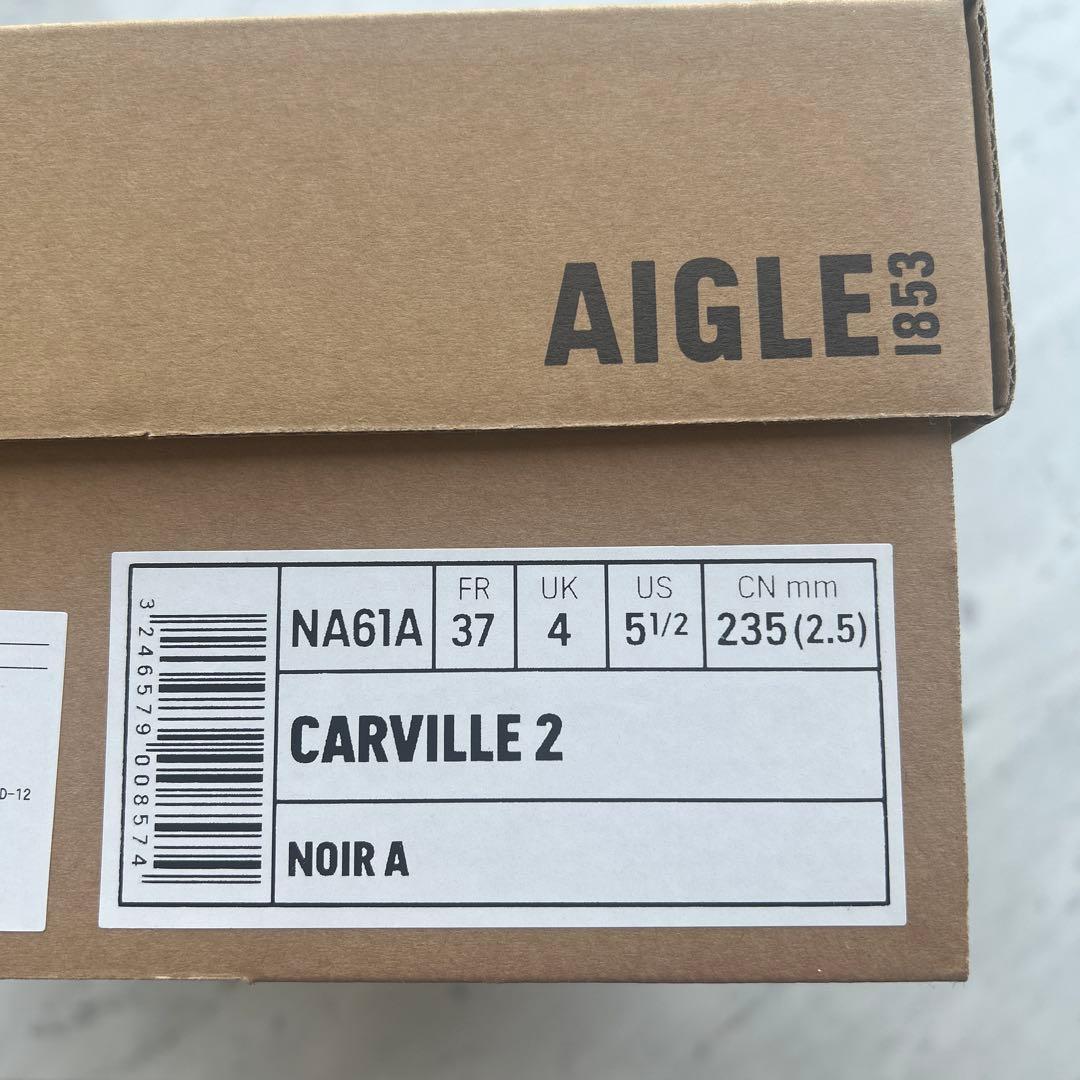 AIGLE 1853
NA61A
FR
37
UK
4
US
5 1/2
CN mm
235 (2.5)
CARVILLE 2
NOIR A
3 246579 008574
D-12